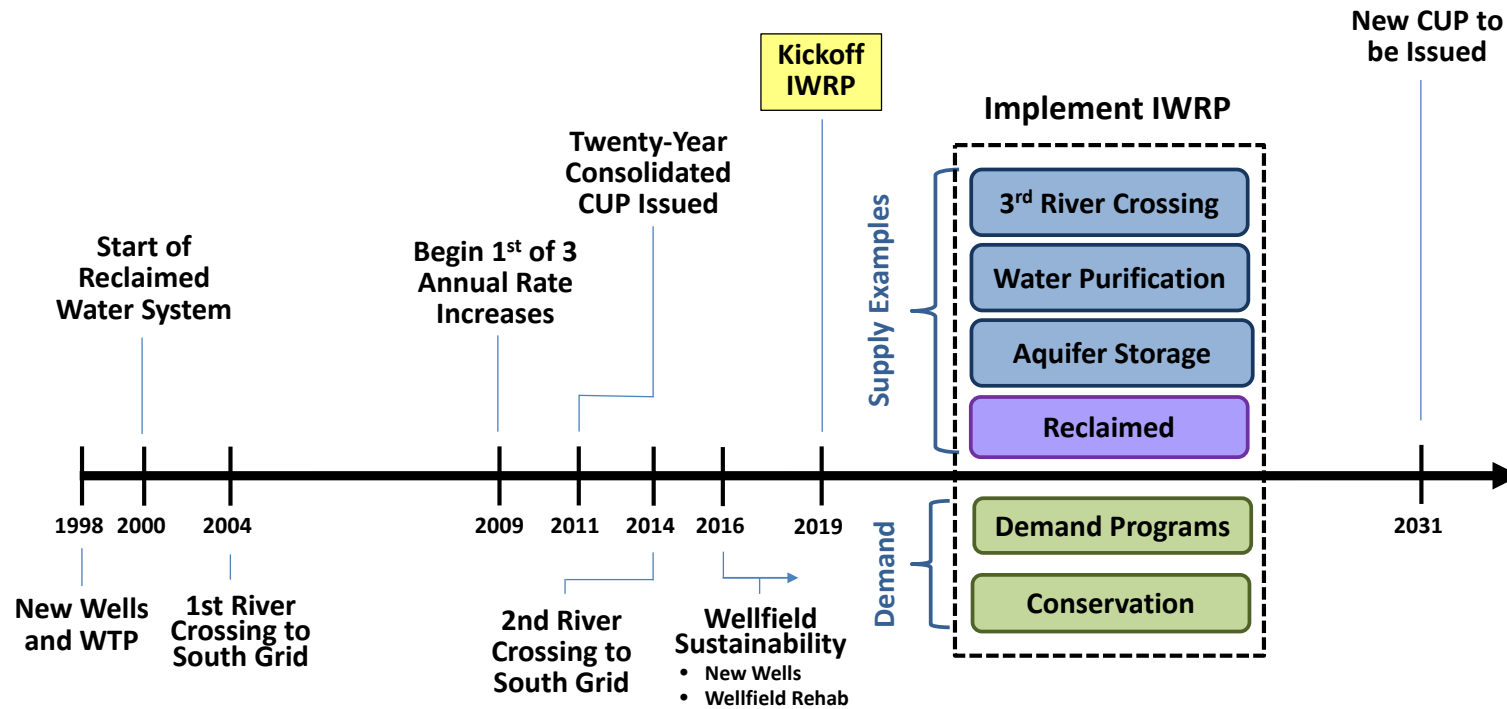 New CUP to
be Issued
Kickoff
IWRP
Implement IWRP
Twenty-Year
Consolidated
CUP Issued
Start of
Reclaimed
Water System
Begin 1st of 3
Annual Rate
Increases
Supply Examples
3rd River Crossing
Water Purification
Aquifer Storage
Reclaimed
1998
2000
2004
2009
2011
2014
2016
2019
2031
Demand
Demand Programs
Conservation
New Wells
and WTP
1st River
Crossing to
South Grid
2nd River
Crossing to
South Grid
Wellfield
Sustainability
• New Wells
• Wellfield Rehab